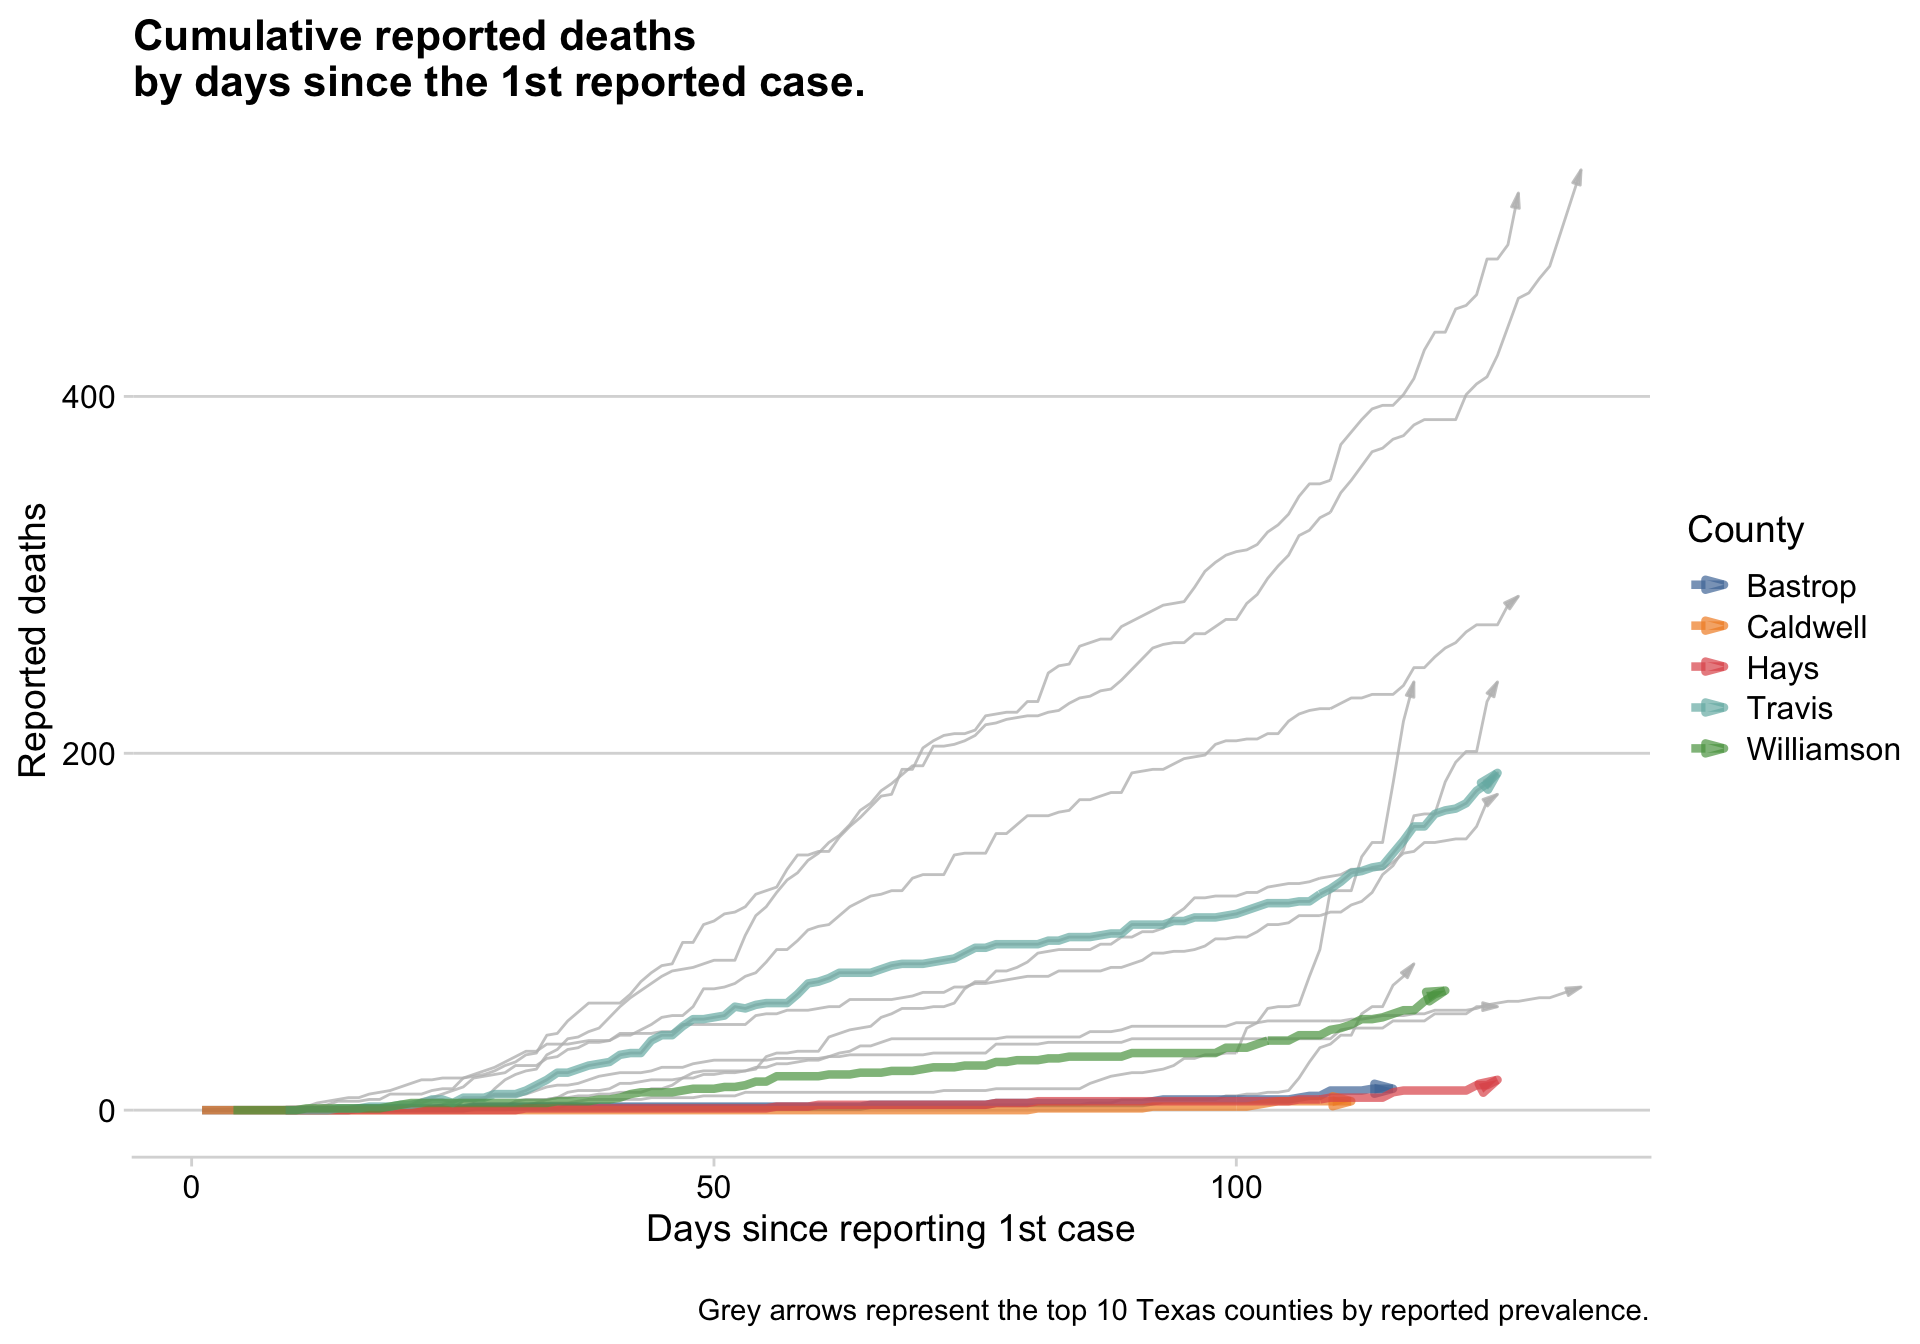 Cumulative reported deaths
by days since the 1st reported case.
Reported deaths
400
200
0
0
50
100
Days since reporting 1st case
County
Bastrop
Caldwell
Hays
Travis
Williamson
Grey arrows represent the top 10 Texas counties by reported prevalence.